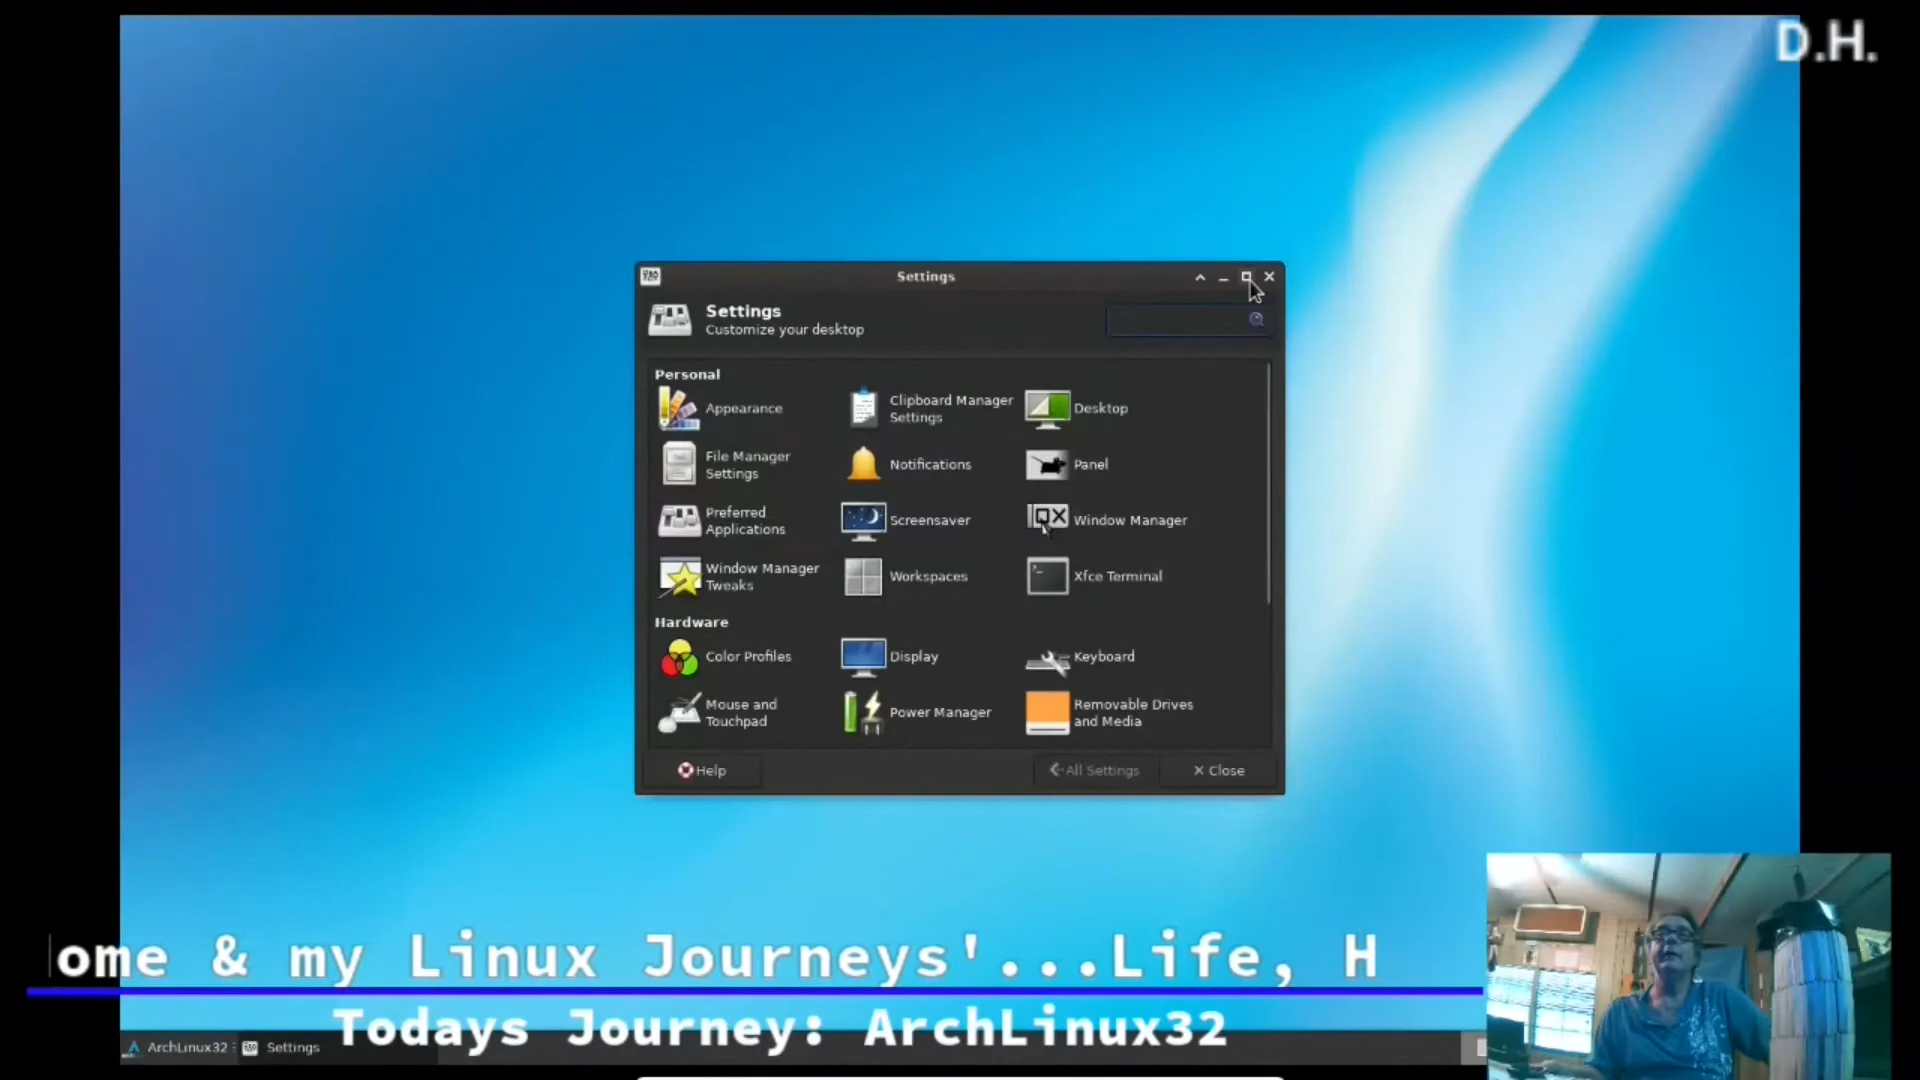 D.H.
Settings
Settings
Customize your desktop
Personal
Appearance
Clipboard Manager
Settings
Desktop
File Manager
Settings
Notifications
Panel
Preferred
Applications
Screensaver
Window Manager
Window Manager
Tweaks
Workspaces
Xfce Terminal
Hardware
Color Profiles
Display
Keyboard
Mouse and
Touchpad
Power Manager
Removable Drives
and Media
Help
All Settings
Close
ome & my Linux Journeys'...Life, H
Todays Journey: ArchLinux32
ArchLinux32
Settings